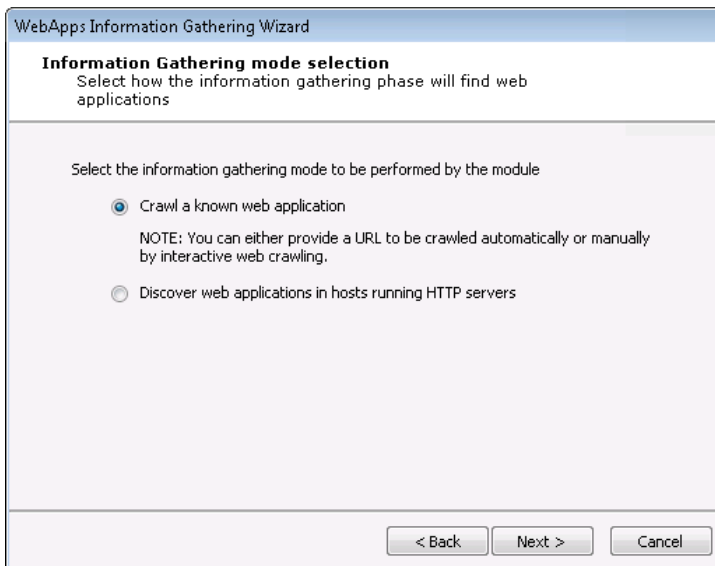 WebApps Information Gathering Wizard
Information Gathering mode selection
Select how the information gathering phase will find web
applications
Select the information gathering mode to be performed by the module
Crawl a known web application
NOTE: You can either provide a URL to be crawled automatically or manually
by interactive web crawling.
Discover web applications in hosts running HTTP servers
< Back Next > Cancel